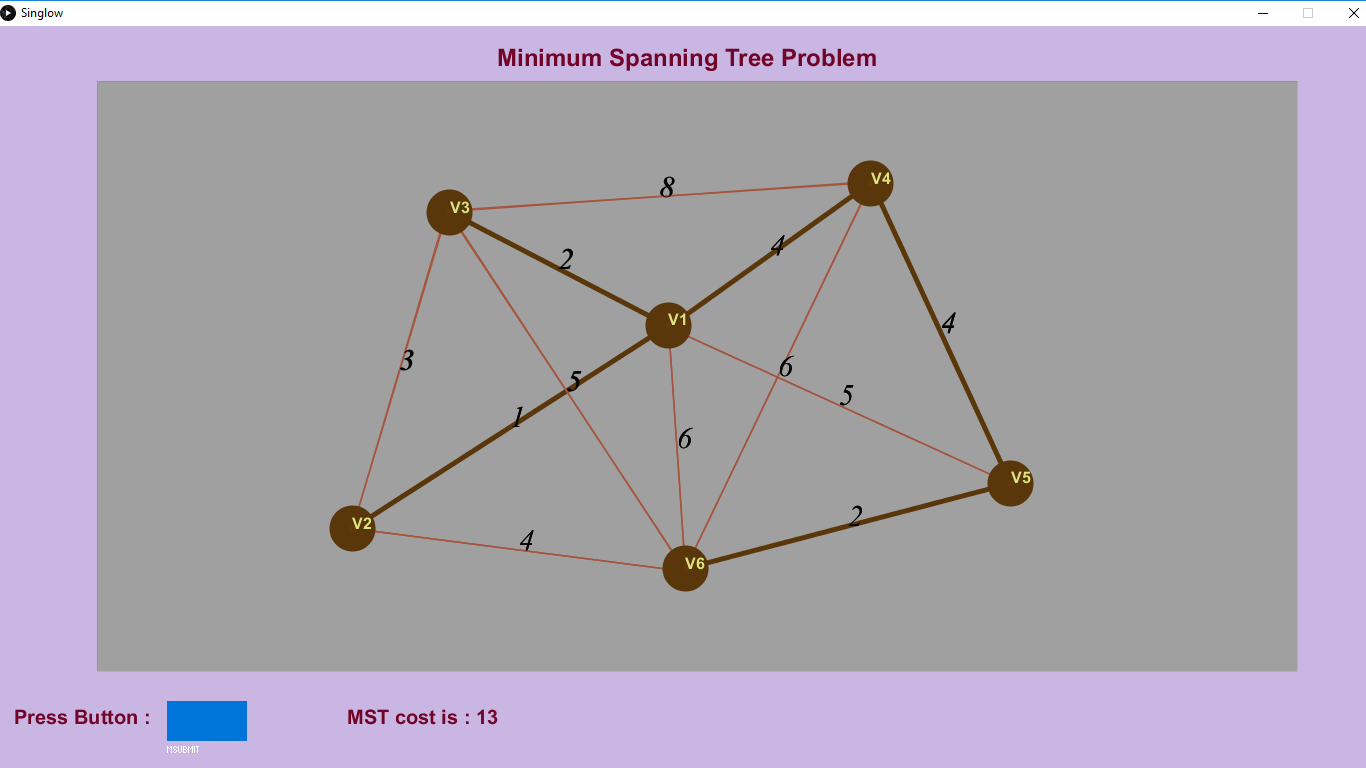 Singlow
Minimum Spanning Tree Problem
8
V4
V3
2
4
V1
4
3
5
6
5
1
6
V5
V2
2
4
V6
Press Button :
MST cost is : 13
MSUBMIT